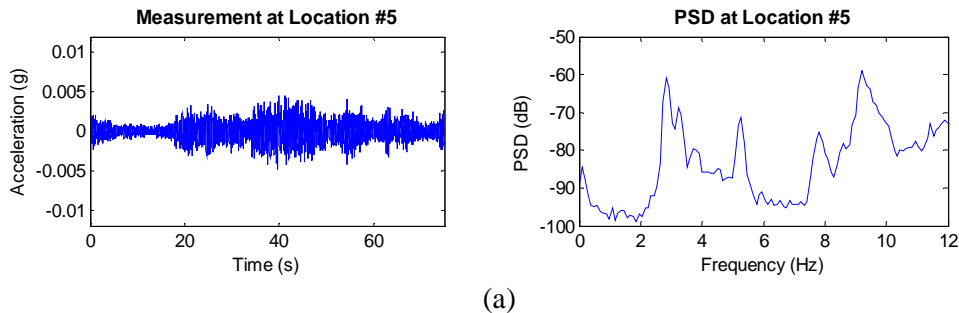 Measurement at Location #5
0.01
0.005
0
-0.005
-0.01
Acceleration (g)
0 20 40 60
Time (s)
PSD at Location #5
-50
-60
-70
-80
-90
-100
PSD (dB)
0 2 4 6 8 10 12
Frequency (Hz)
(a)